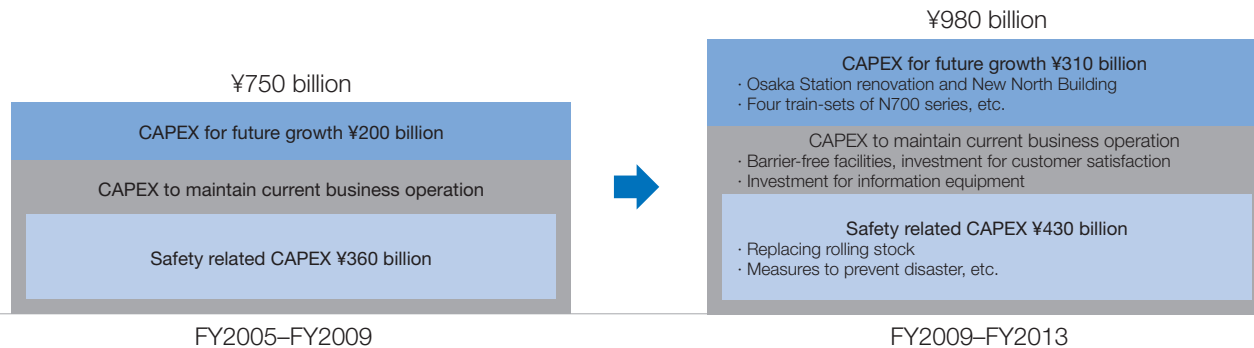 ¥750 billion
CAPEX for future growth ¥200 billion
CAPEX to maintain current business operation
Safety related CAPEX ¥360 billion
FY2005–FY2009
¥980 billion
CAPEX for future growth ¥310 billion
· Osaka Station renovation and New North Building
· Four train-sets of N700 series, etc.
CAPEX to maintain current business operation
· Barrier-free facilities, investment for customer satisfaction
· Investment for information equipment
Safety related CAPEX ¥430 billion
· Replacing rolling stock
· Measures to prevent disaster, etc.
FY2009–FY2013